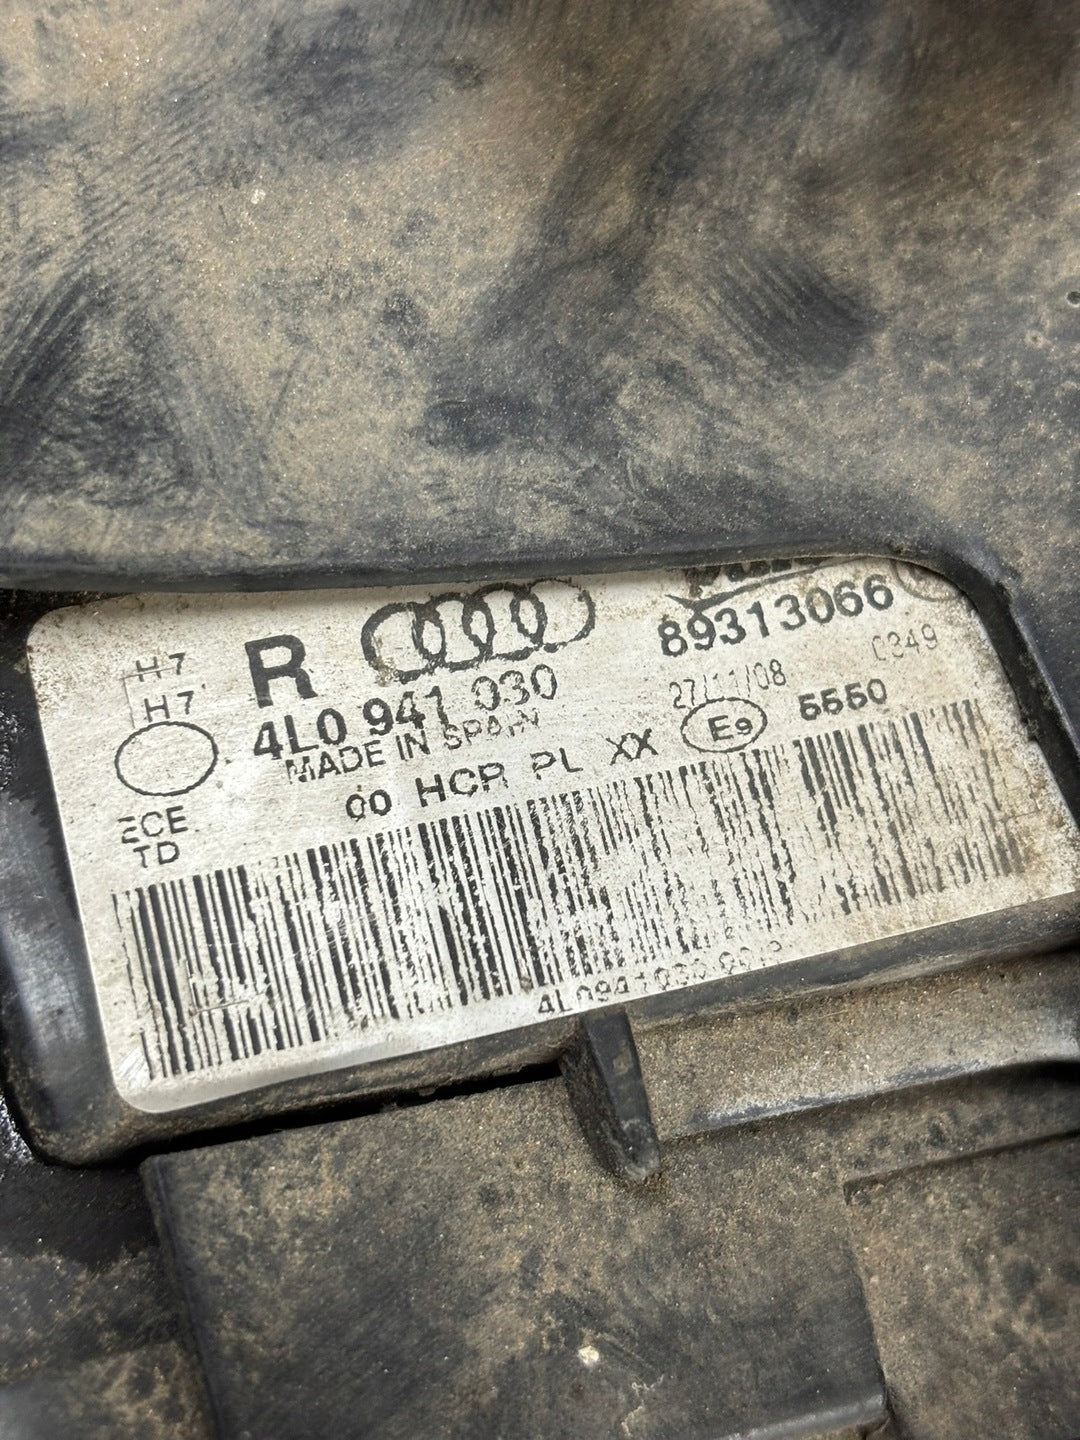 H7
H7
R
89313066
4L0 941 030
27/11/08
0349
MADE IN SPAIN
E9
5550
00 HCR PL XX
ECE
TD